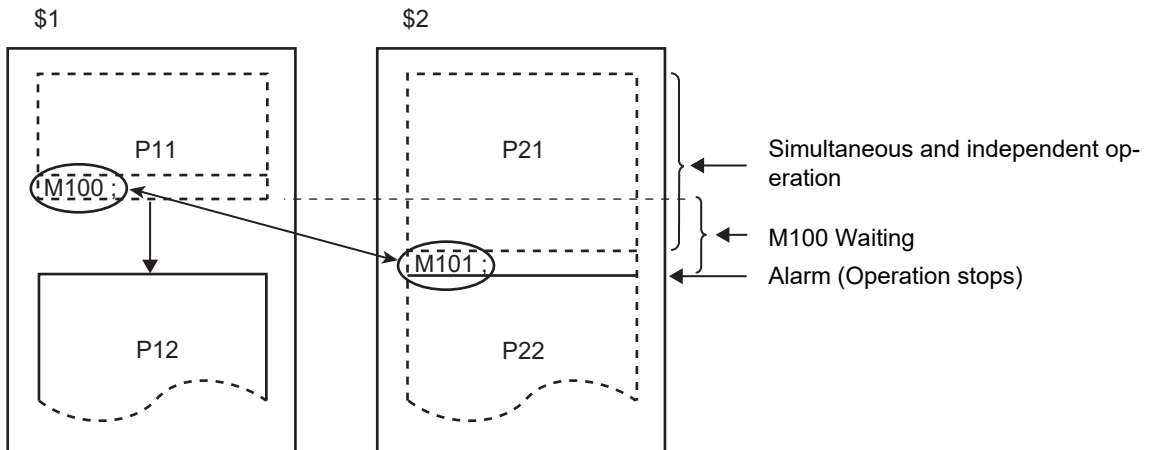 $1
$2
P11
P21
Simultaneous and independent op-
eration
M100 ;
M100 Waiting
M101 ;
Alarm (Operation stops)
P12
P22